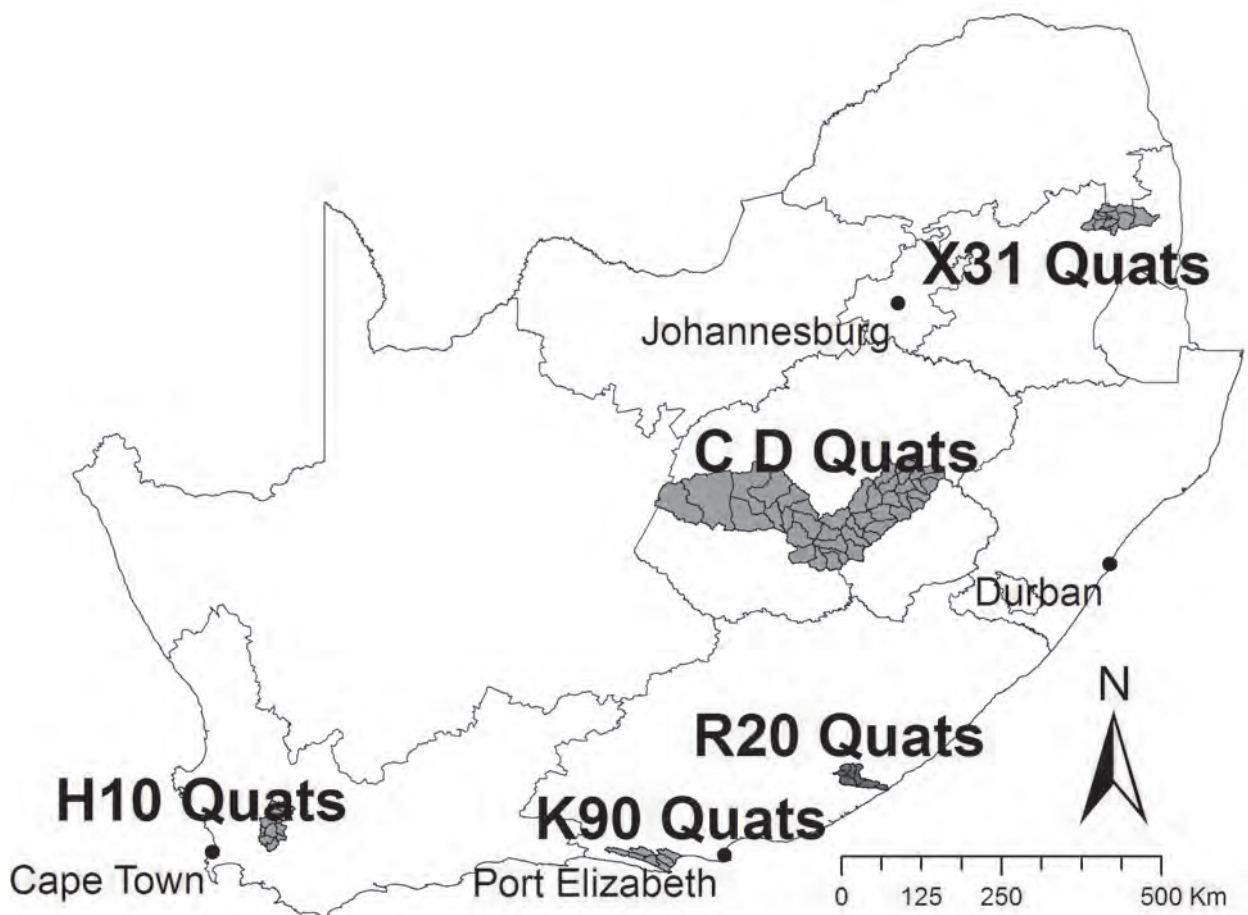 X31 Quats
Johannesburg
C D Quats
Durban
N
R20 Quats
H10 Quats
K90 Quats
Cape Town
Port Elizabeth
0 125 250 500 Km